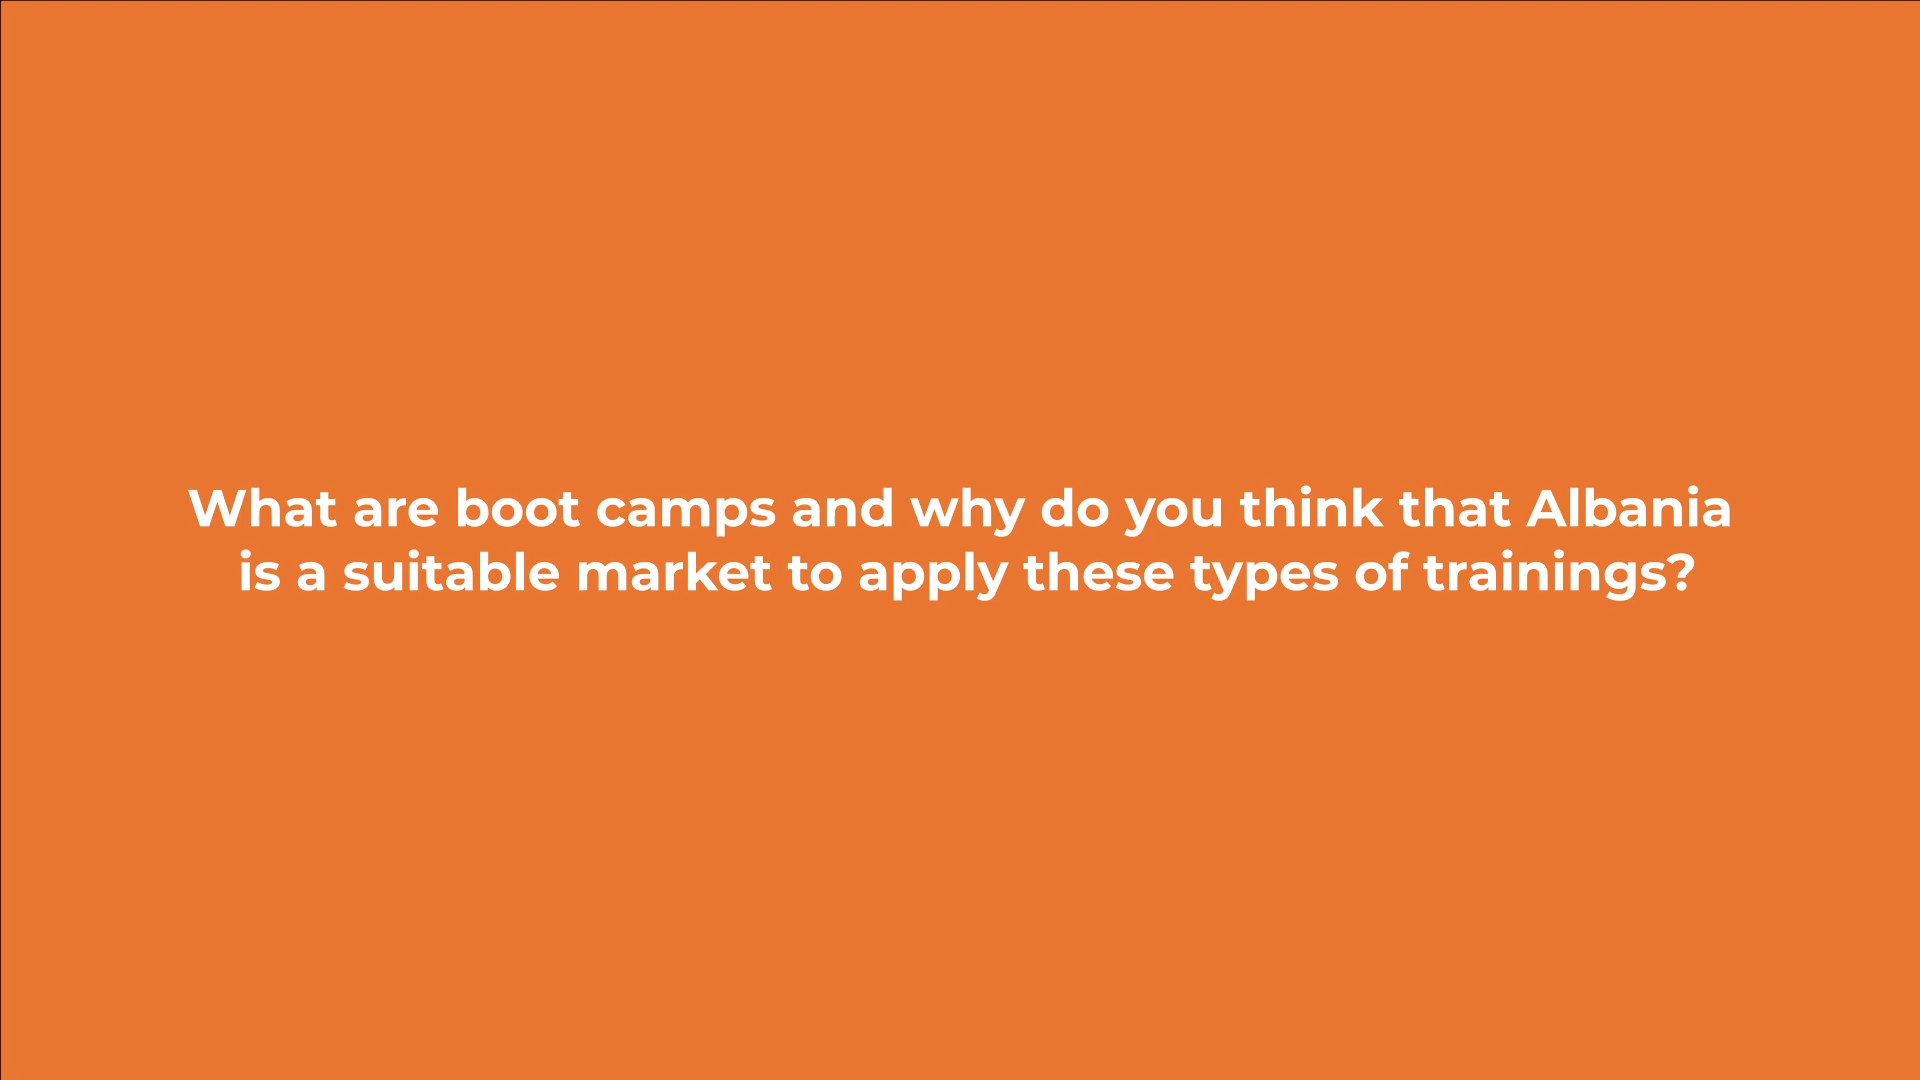 What are boot camps and why do you think that Albania
is a suitable market to apply these types of trainings?